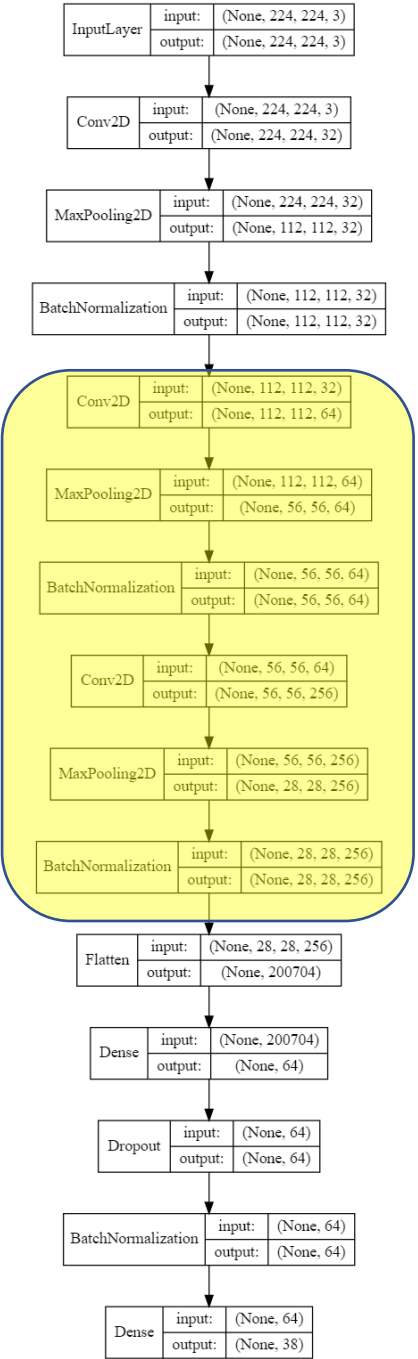 InputLayer input: (None, 224, 224, 3)
output: (None, 224, 224, 3)
Conv2D input: (None, 224, 224, 3)
output: (None, 224, 224, 32)
MaxPooling2D input: (None, 224, 224, 32)
output: (None, 112, 112, 32)
BatchNormalization input: (None, 112, 112, 32)
output: (None, 112, 112, 32)
Conv2D input: (None, 112, 112, 32)
output: (None, 112, 112, 64)
MaxPooling2D input: (None, 112, 112, 64)
output: (None, 56, 56, 64)
BatchNormalization input: (None, 56, 56, 64)
output: (None, 56, 56, 64)
Conv2D input: (None, 56, 56, 64)
output: (None, 56, 56, 256)
MaxPooling2D input: (None, 56, 56, 256)
output: (None, 28, 28, 256)
BatchNormalization input: (None, 28, 28, 256)
output: (None, 28, 28, 256)
Flatten input: (None, 28, 28, 256)
output: (None, 200704)
Dense input: (None, 200704)
output: (None, 64)
Dropout input: (None, 64)
output: (None, 64)
BatchNormalization input: (None, 64)
output: (None, 64)
Dense input: (None, 64)
output: (None, 38)